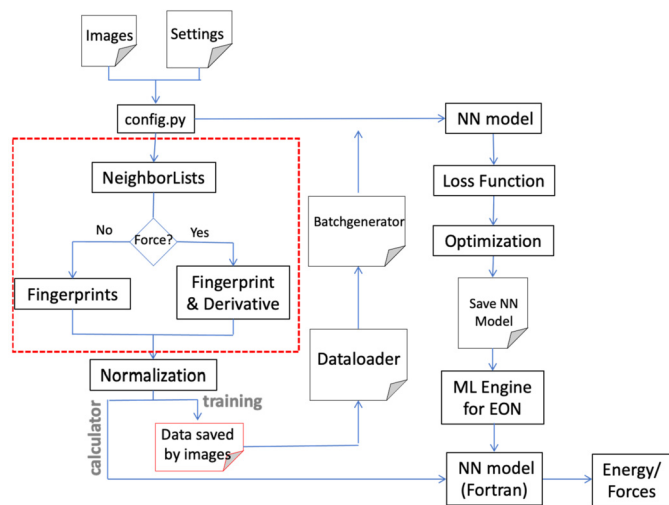 Images
Settings
config.py
NN model
NeighborLists
Loss Function
No
Force?
Yes
Batchgenerator
Optimization
Fingerprints
Fingerprint
& Derivative
Save NN
Model
Dataloader
Normalization
ML Engine
for EON
calculator
training
Data saved
by images
NN model
(Fortran)
Energy/
Forces